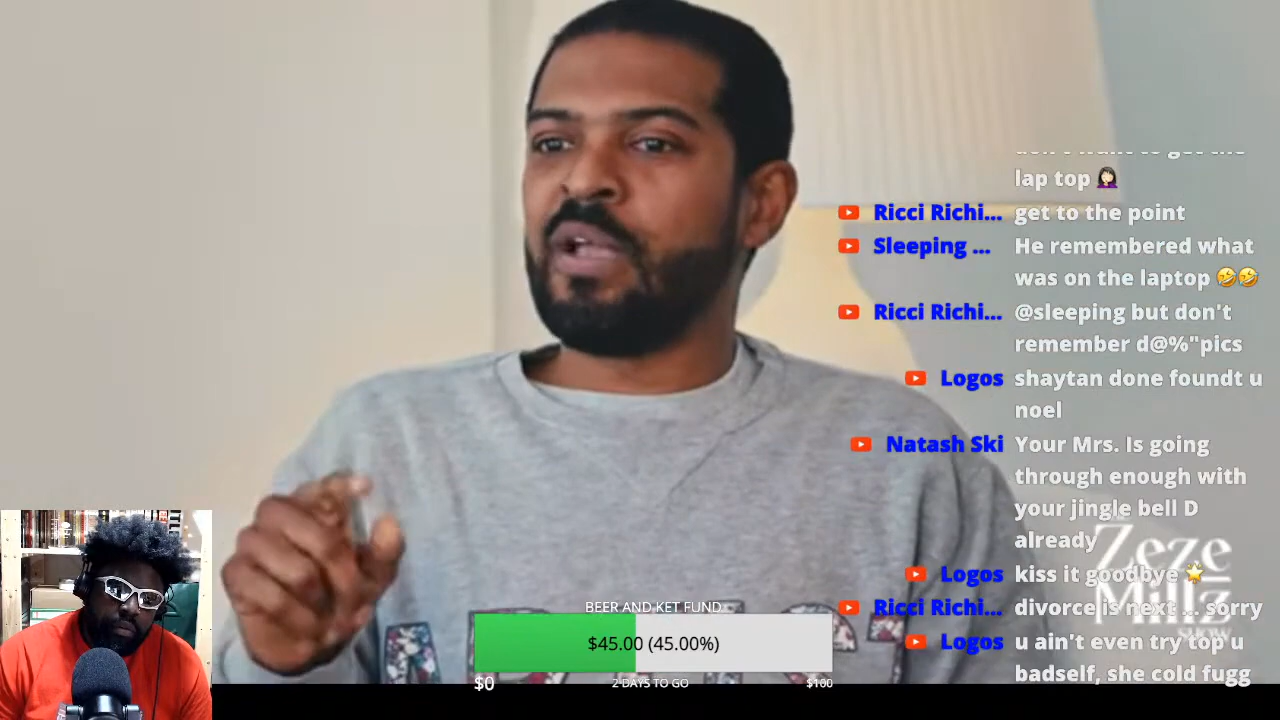 lap top
Ricci Richi... get to the point
Sleeping ... He remembered what
was on the laptop 🤣🤣
Ricci Richi... @sleeping but don't
remember d@%"pics
Logos shaytan done foundt u
noel
Natash Ski Your Mrs. Is going
through enough with
your jingle bell D
already
Logos kiss it goodbye 🌟
Ricci Richi... divorce is next ... sorry
Logos u ain't even try top u
badself, she cold fugg
Zeze
Millz
Show
BEER AND KET FUND
$45.00 (45.00%)
$0 2 DAYS TO GO $100